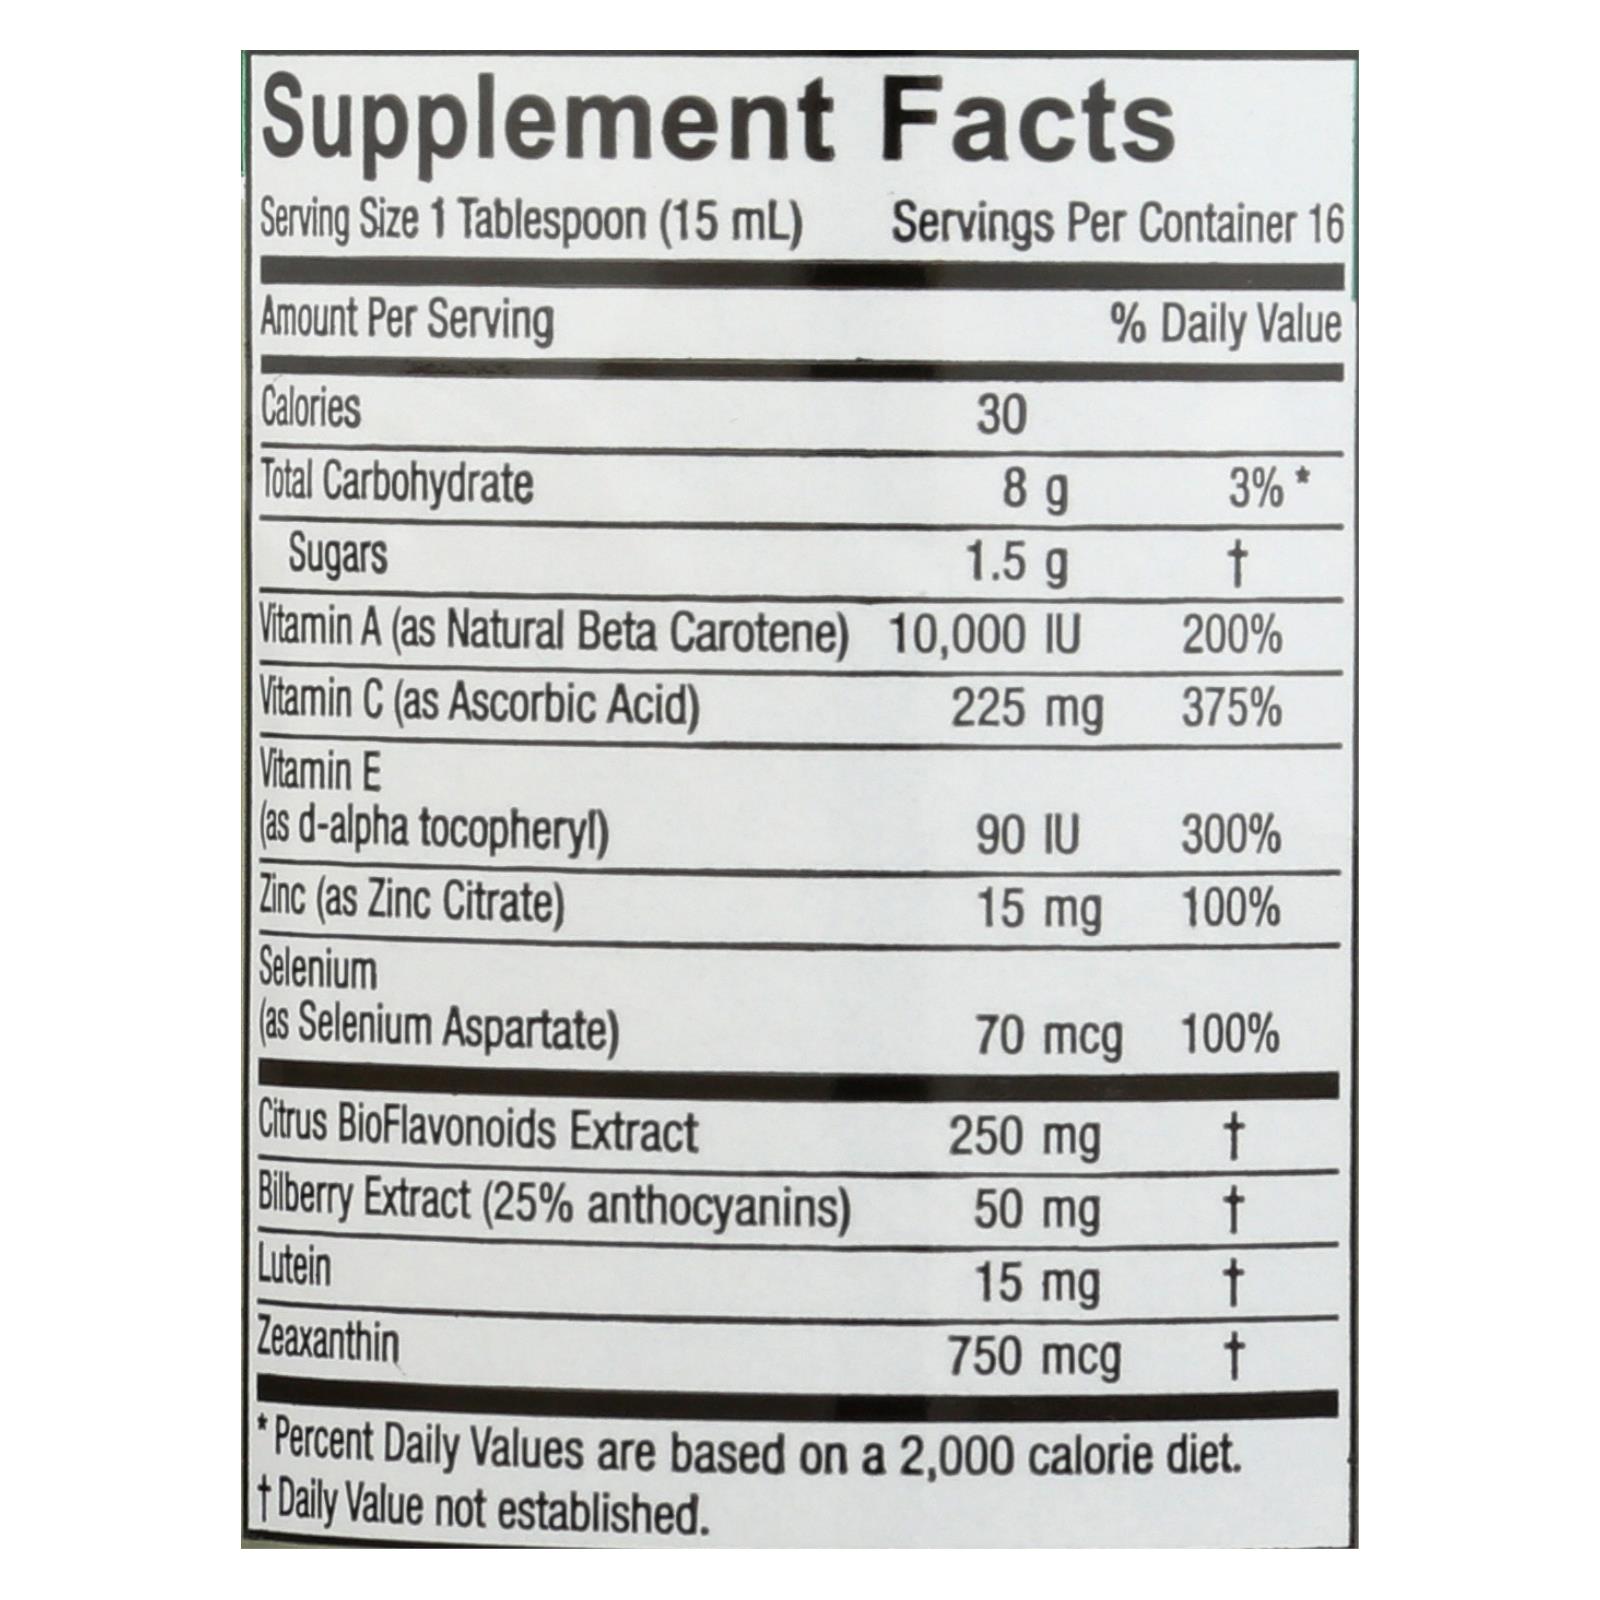 Supplement Facts
Serving Size 1 Tablespoon (15 mL) Servings Per Container 16
Amount Per Serving % Daily Value
Calories 30
Total Carbohydrate 8 g 3% *
Sugars 1.5 g †
Vitamin A (as Natural Beta Carotene) 10,000 IU 200%
Vitamin C (as Ascorbic Acid) 225 mg 375%
Vitamin E
(as d-alpha tocopheryl) 90 IU 300%
Zinc (as Zinc Citrate) 15 mg 100%
Selenium
(as Selenium Aspartate) 70 mcg 100%
Citrus BioFlavonoids Extract 250 mg †
Bilberry Extract (25% anthocyanins) 50 mg †
Lutein 15 mg †
Zeaxanthin 750 mcg †
* Percent Daily Values are based on a 2,000 calorie diet.
† Daily Value not established.